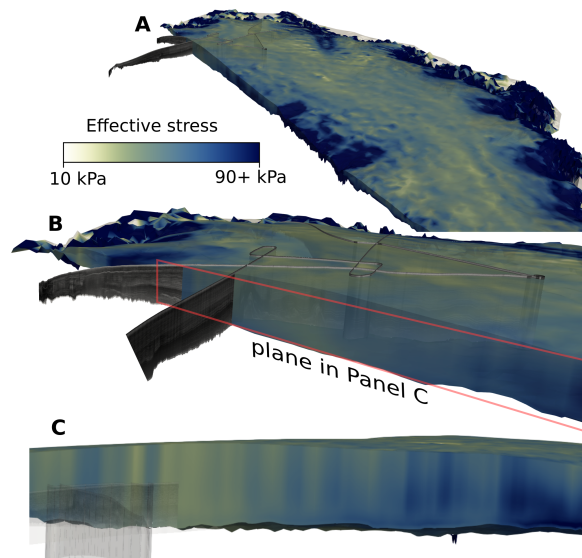 A
Effective stress
10 kPa
90+ kPa
B
plane in Panel C
C